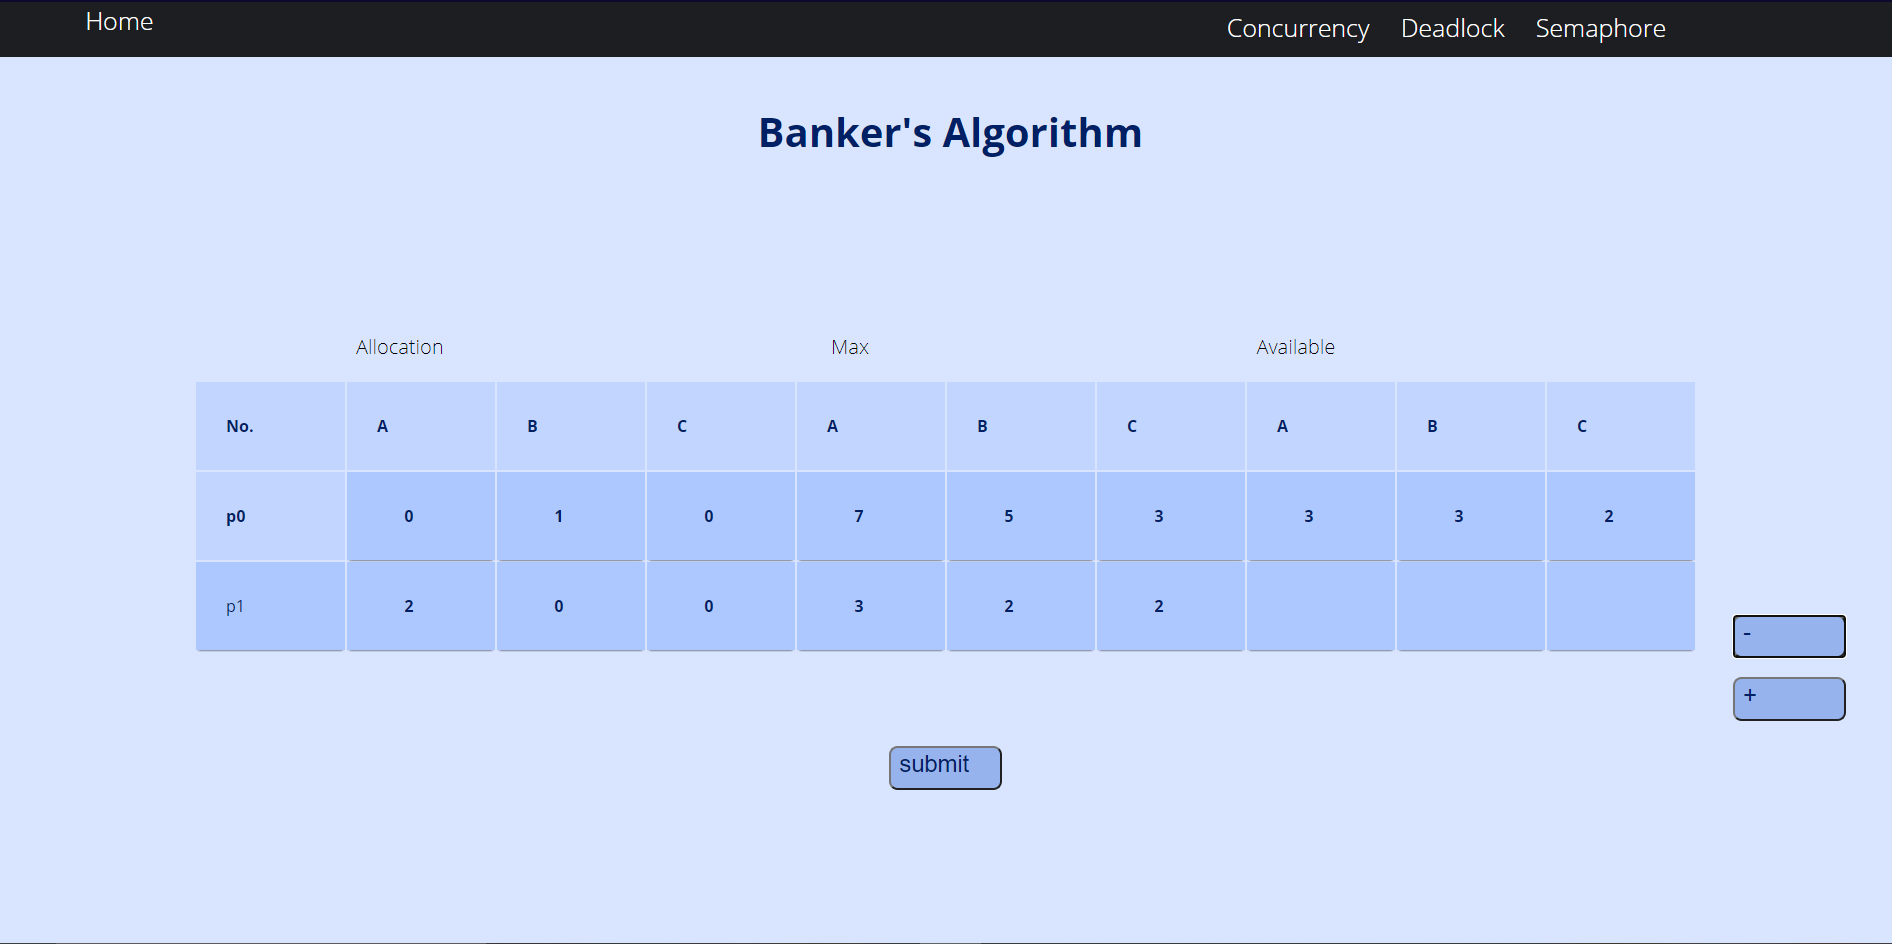 Home Concurrency Deadlock Semaphore
Banker's Algorithm
Allocation Max Available
No. A B C A B C A B C
p0 0 1 0 7 5 3 3 3 2
p1 2 0 0 3 2 2
-
+
submit